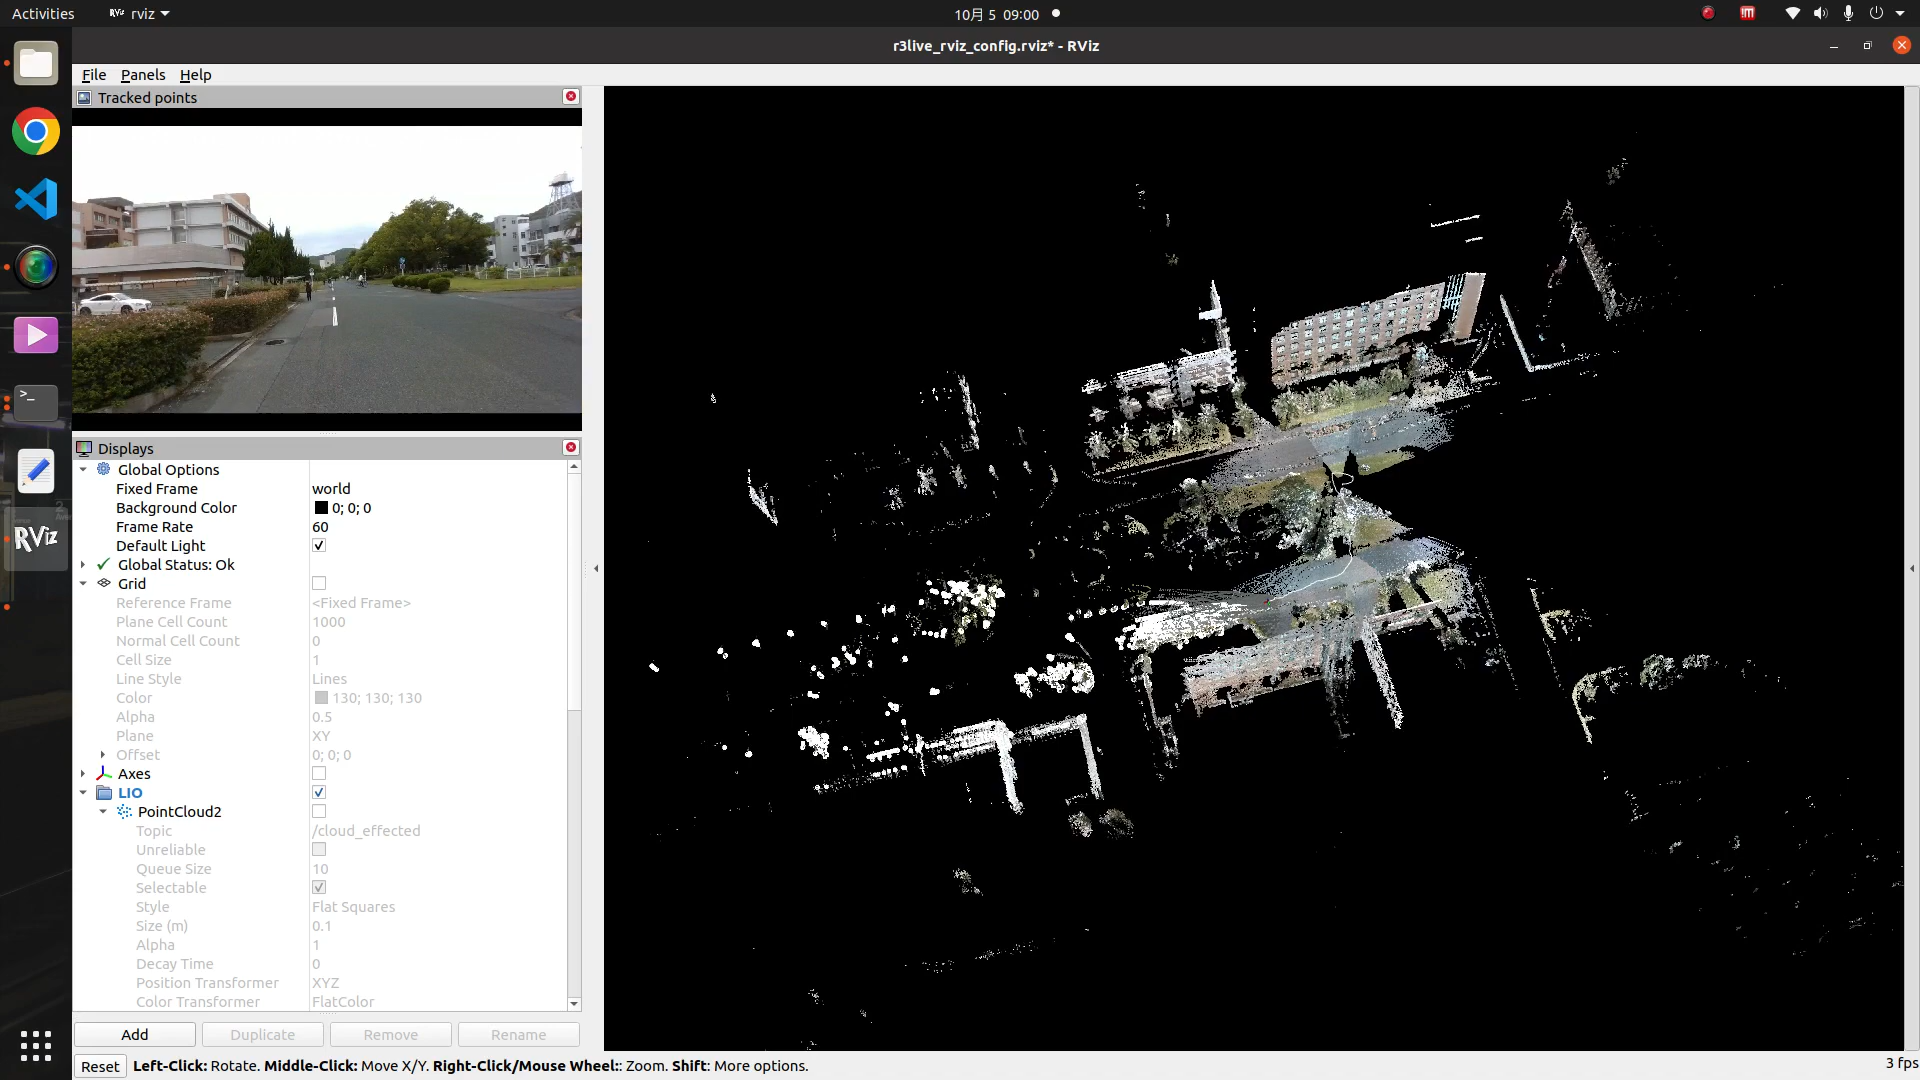 Activities
RViz rviz
10月 5 09:00
r3live_rviz_config.rviz* - RViz
File Panels Help
Tracked points
Displays
Global Options
Fixed Frame world
Background Color 0; 0; 0
Frame Rate 60
Default Light
Global Status: Ok
Grid
Reference Frame <Fixed Frame>
Plane Cell Count 1000
Normal Cell Count 0
Cell Size 1
Line Style Lines
Color 130; 130; 130
Alpha 0.5
Plane XY
Offset 0; 0; 0
Axes
LIO
PointCloud2
Topic /cloud_effected
Unreliable
Queue Size 10
Selectable
Style Flat Squares
Size (m) 0.1
Alpha 1
Decay Time 0
Position Transformer XYZ
Color Transformer FlatColor
Add Duplicate Remove Rename
Reset Left-Click: Rotate. Middle-Click: Move X/Y. Right-Click/Mouse Wheel:: Zoom. Shift: More options.
3 fps
>_
RViz